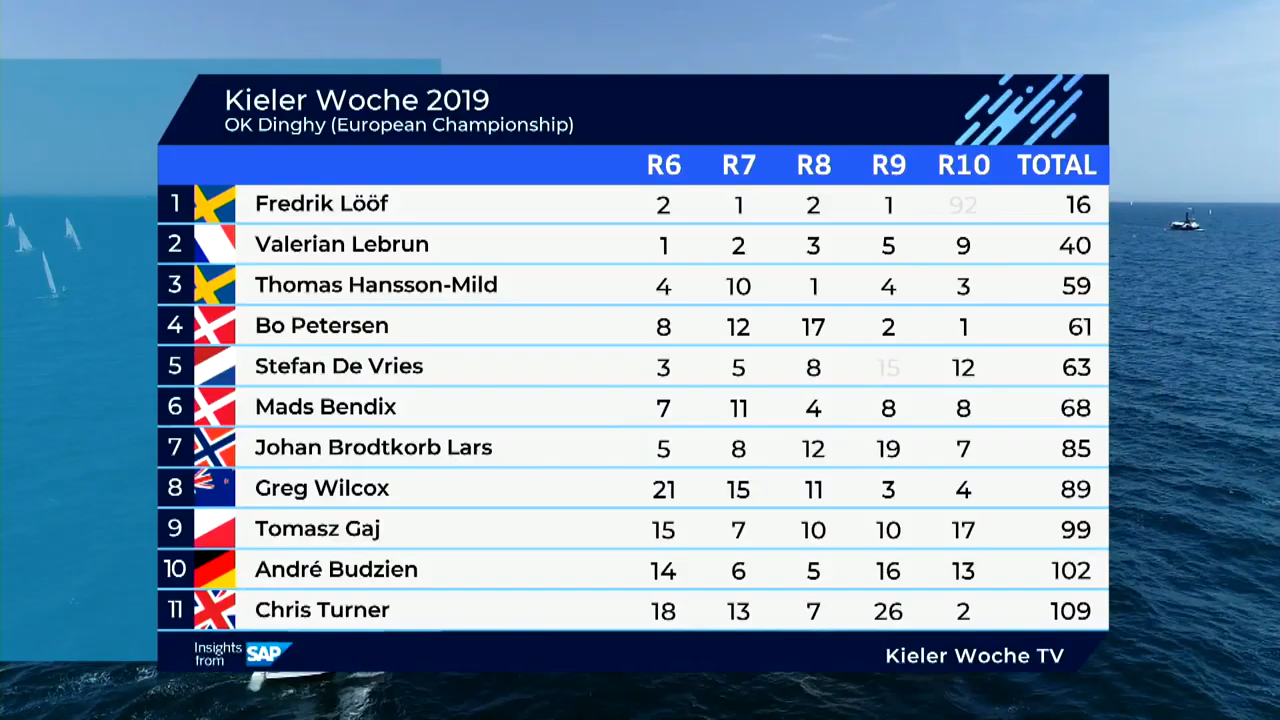 Kieler Woche 2019
OK Dinghy (European Championship)
R6 R7 R8 R9 R10 TOTAL
1 Fredrik Lööf 2 1 2 1 92 16
2 Valerian Lebrun 1 2 3 5 9 40
3 Thomas Hansson-Mild 4 10 1 4 3 59
4 Bo Petersen 8 12 17 2 1 61
5 Stefan De Vries 3 5 8 15 12 63
6 Mads Bendix 7 11 4 8 8 68
7 Johan Brodtkorb Lars 5 8 12 19 7 85
8 Greg Wilcox 21 15 11 3 4 89
9 Tomasz Gaj 15 7 10 10 17 99
10 André Budzien 14 6 5 16 13 102
11 Chris Turner 18 13 7 26 2 109
Insights from SAP
Kieler Woche TV